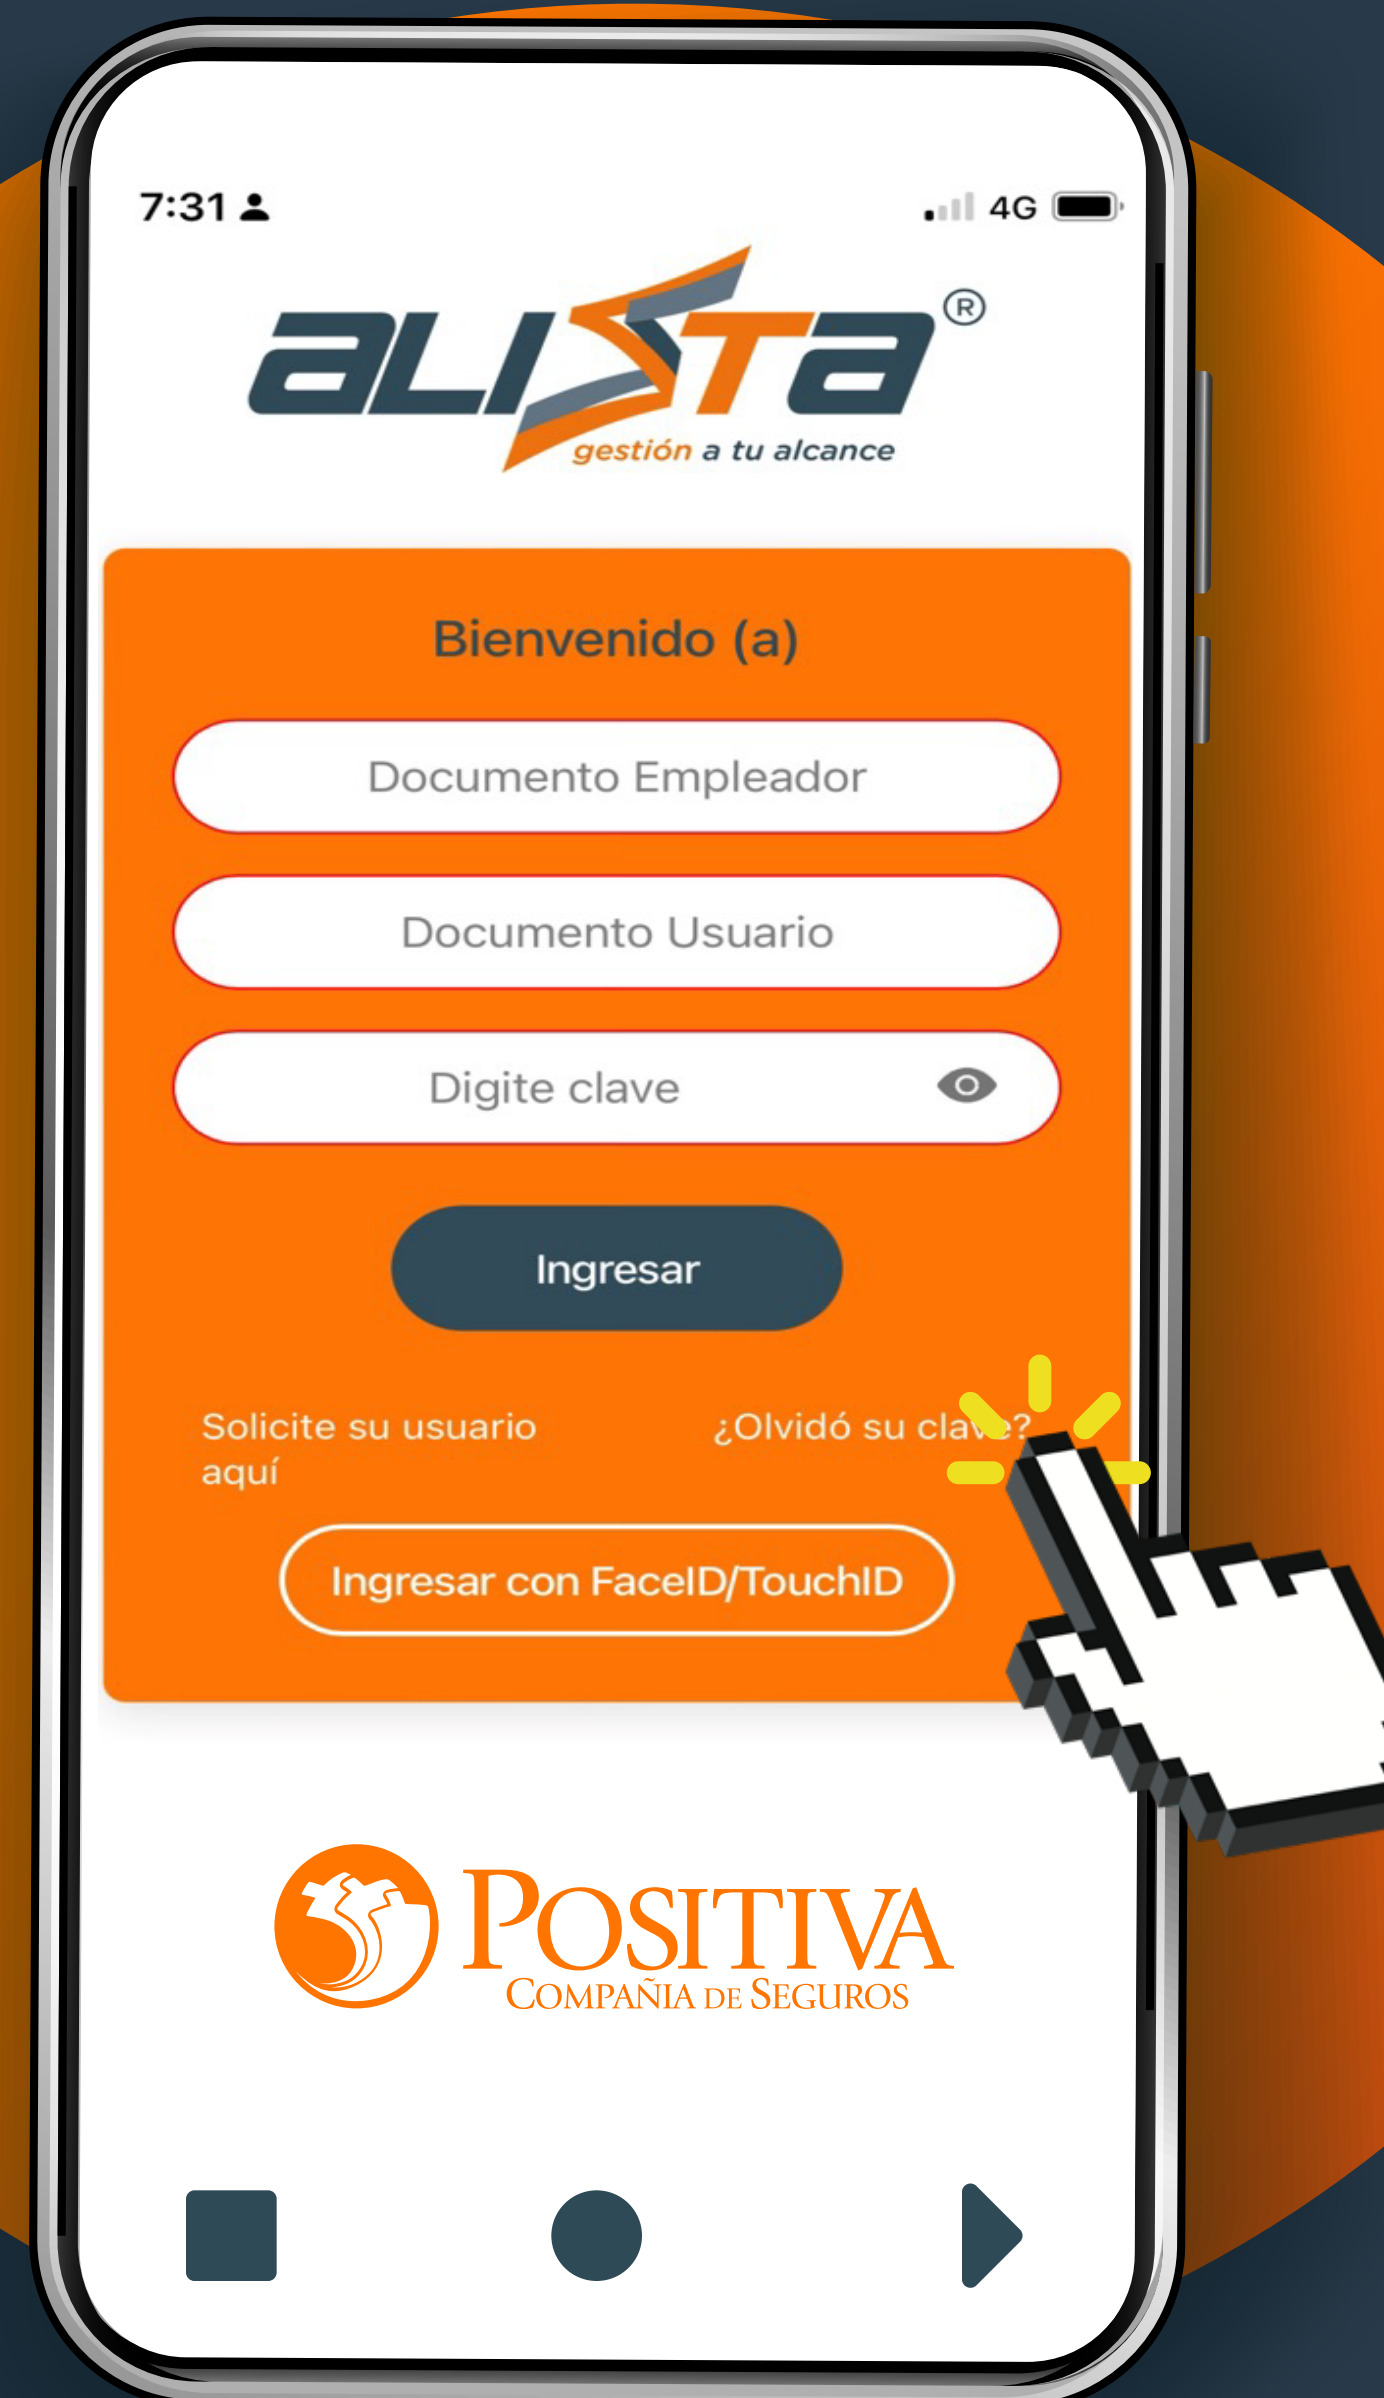 7:31
4G
ALISTA®
gestión a tu alcance
Bienvenido (a)
Documento Empleador
Documento Usuario
Digite clave
Ingresar
Solicite su usuario
aquí
¿Olvidó su clave?
Ingresar con FaceID/TouchID
POSITIVA
COMPAÑIA DE SEGUROS